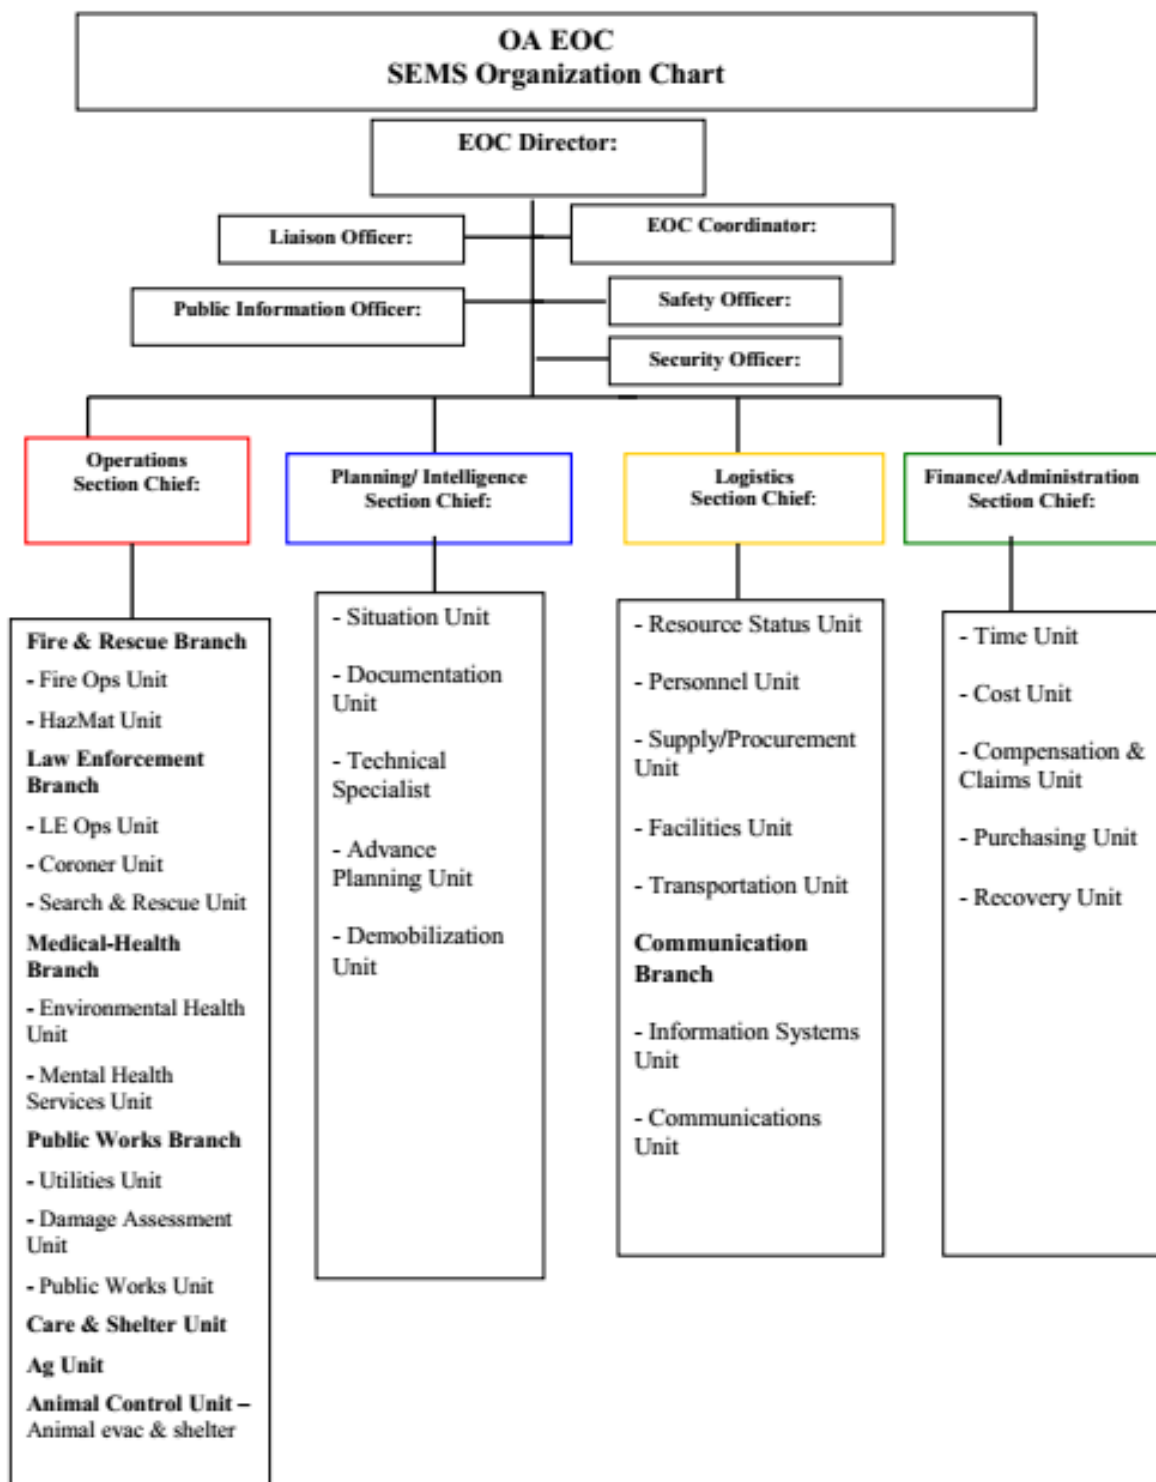 OA EOC
SEMS Organization Chart
EOC Director:
Liaison Officer:
EOC Coordinator:
Public Information Officer:
Safety Officer:
Security Officer:
Operations
Section Chief:
Planning/ Intelligence
Section Chief:
Logistics
Section Chief:
Finance/Administration
Section Chief:
Fire & Rescue Branch
- Fire Ops Unit
- HazMat Unit
Law Enforcement
Branch
- LE Ops Unit
- Coroner Unit
- Search & Rescue Unit
Medical-Health
Branch
- Environmental Health
Unit
- Mental Health
Services Unit
Public Works Branch
- Utilities Unit
- Damage Assessment
Unit
- Public Works Unit
Care & Shelter Unit
Ag Unit
Animal Control Unit –
Animal evac & shelter
- Situation Unit
- Documentation
Unit
- Technical
Specialist
- Advance
Planning Unit
- Demobilization
Unit
- Resource Status Unit
- Personnel Unit
- Supply/Procurement
Unit
- Facilities Unit
- Transportation Unit
Communication
Branch
- Information Systems
Unit
- Communications
Unit
- Time Unit
- Cost Unit
- Compensation &
Claims Unit
- Purchasing Unit
- Recovery Unit